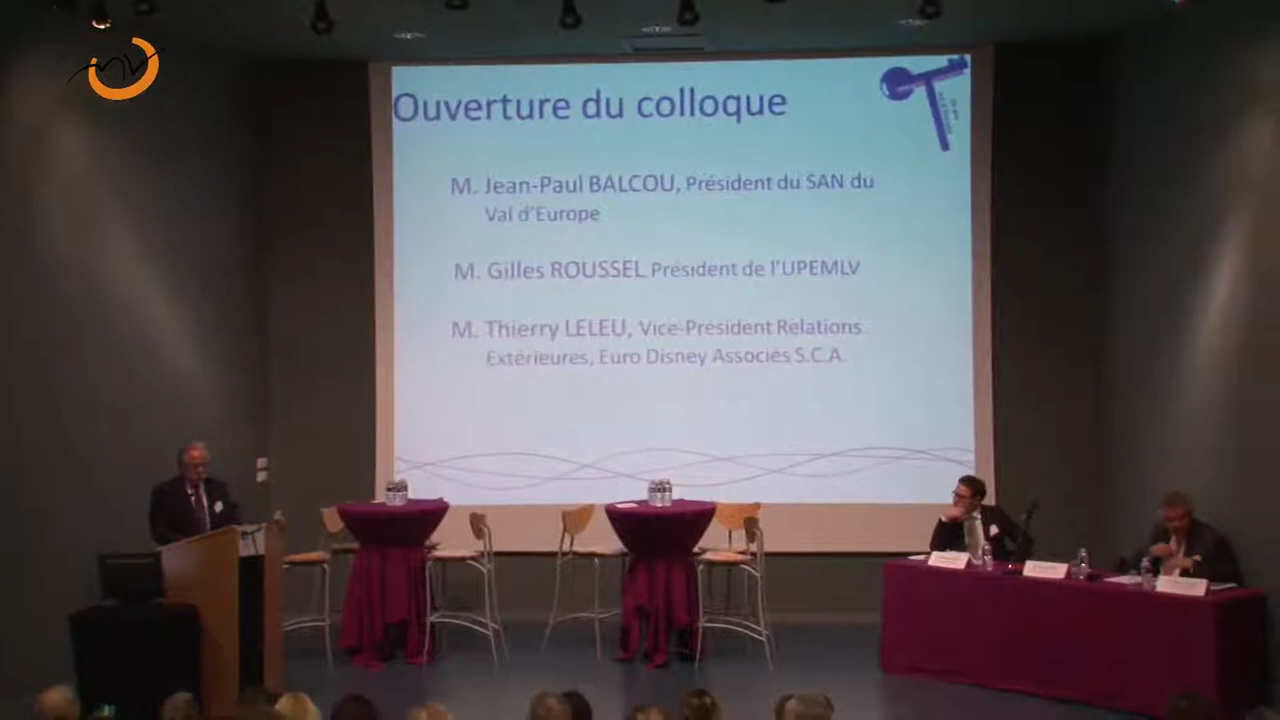 Ouverture du colloque
M. Jean-Paul BALCOU, Président du SAN du
Val d'Europe
M. Gilles ROUSSEL Président de l'UPEMLV
M. Thierry LELEU, Vice-Président Relations
Extérieures, Euro Disney Associés S.C.A.